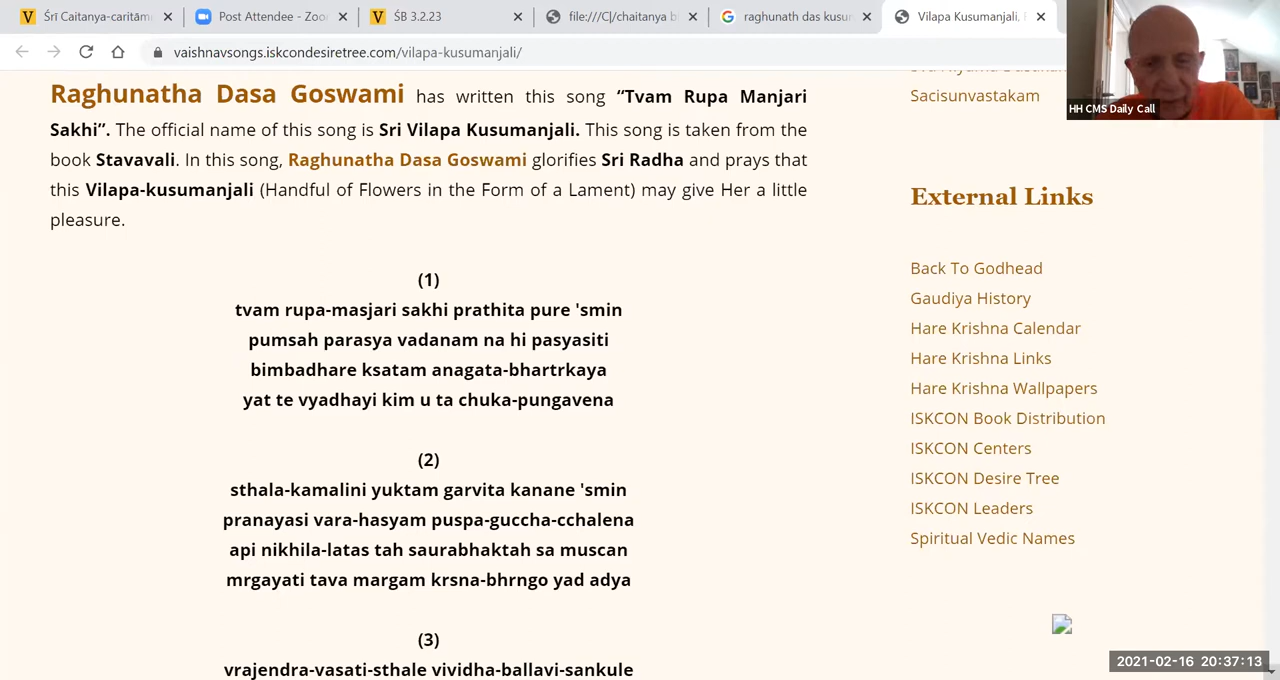 Śrī Caitanya-caritām
Post Attendee - Zoo
ŚB 3.2.23
file:///C|/chaitanya b
raghunath das kusu
Vilapa Kusumanjali,
vaishnavsongs.iskcondesiretree.com/vilapa-kusumanjali/
HH CMS Daily Call
Raghunatha Dasa Goswami has written this song “Tvam Rupa Manjari
Sakhi”. The official name of this song is Sri Vilapa Kusumanjali. This song is taken from the
book Stavavali. In this song, Raghunatha Dasa Goswami glorifies Sri Radha and prays that
this Vilapa-kusumanjali (Handful of Flowers in the Form of a Lament) may give Her a little
pleasure.
(1)
tvam rupa-masjari sakhi prathita pure 'smin
pumsah parasya vadanam na hi pasyasiti
bimbadhare ksatam anagata-bhartrkaya
yat te vyadhayi kim u ta chuka-pungavena
(2)
sthala-kamalini yuktam garvita kanane 'smin
pranayasi vara-hasyam puspa-guccha-cchalena
api nikhila-latas tah saurabhaktah sa muscan
mrgayati tava margam krsna-bhrngo yad adya
(3)
vrajendra-vasati-sthale vividha-ballavi-sankule
Sacisunvastakam
External Links
Back To Godhead
Gaudiya History
Hare Krishna Calendar
Hare Krishna Links
Hare Krishna Wallpapers
ISKCON Book Distribution
ISKCON Centers
ISKCON Desire Tree
ISKCON Leaders
Spiritual Vedic Names
2021-02-16 20:37:13